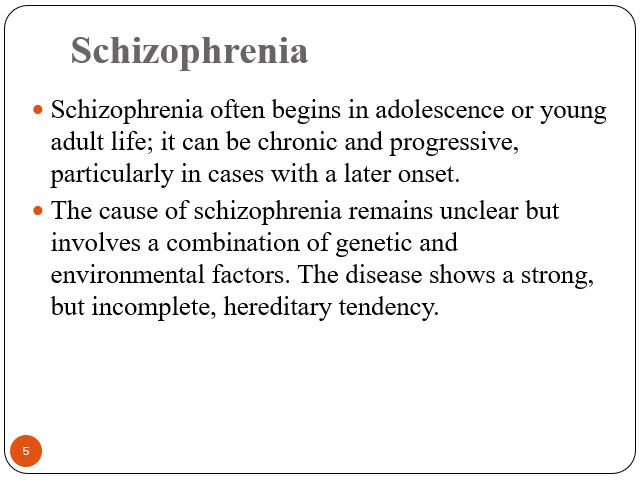 Schizophrenia
• Schizophrenia often begins in adolescence or young
adult life; it can be chronic and progressive,
particularly in cases with a later onset.
• The cause of schizophrenia remains unclear but
involves a combination of genetic and
environmental factors. The disease shows a strong,
but incomplete, hereditary tendency.
5